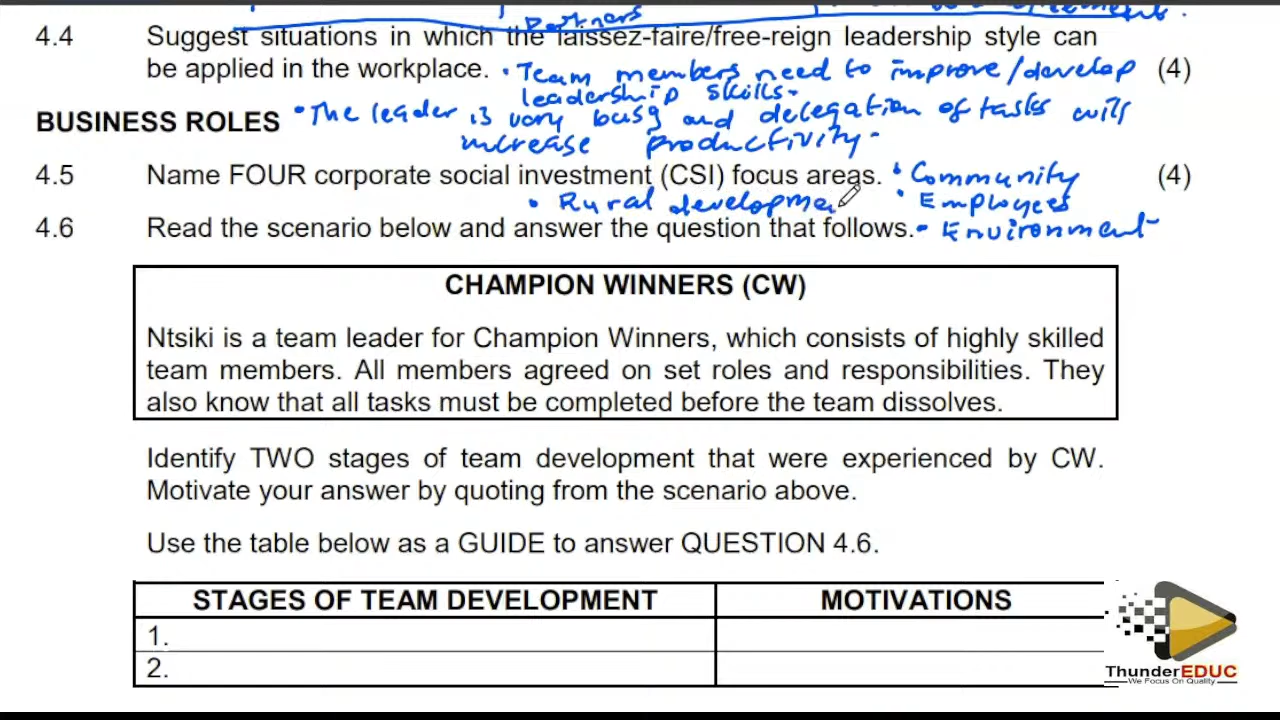 partners
4.4 Suggest situations in which the laissez-faire/free-reign leadership style can
be applied in the workplace. • Team members need to improve/develop (4)
leadership skills.
BUSINESS ROLES • The leader is very busy and delegation of tasks will
increase productivity.
4.5 Name FOUR corporate social investment (CSI) focus areas. • Community (4)
• Rural developme • Employees
4.6 Read the scenario below and answer the question that follows. • Environment
CHAMPION WINNERS (CW)
Ntsiki is a team leader for Champion Winners, which consists of highly skilled
team members. All members agreed on set roles and responsibilities. They
also know that all tasks must be completed before the team dissolves.
Identify TWO stages of team development that were experienced by CW.
Motivate your answer by quoting from the scenario above.
Use the table below as a GUIDE to answer QUESTION 4.6.
STAGES OF TEAM DEVELOPMENT MOTIVATIONS
1.
2.
ThunderEDUC
We Focus On Quality